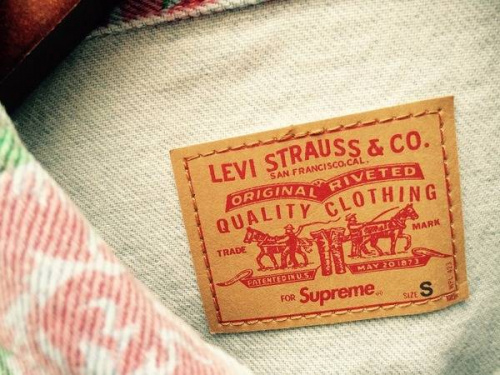 LEVI STRAUSS & CO.
SAN FRANCISCO, CAL.
ORIGINAL RIVETED
QUALITY CLOTHING
TRADE MARK
PATENTED IN U.S. MAY 20 1873
FOR Supreme SIZE S